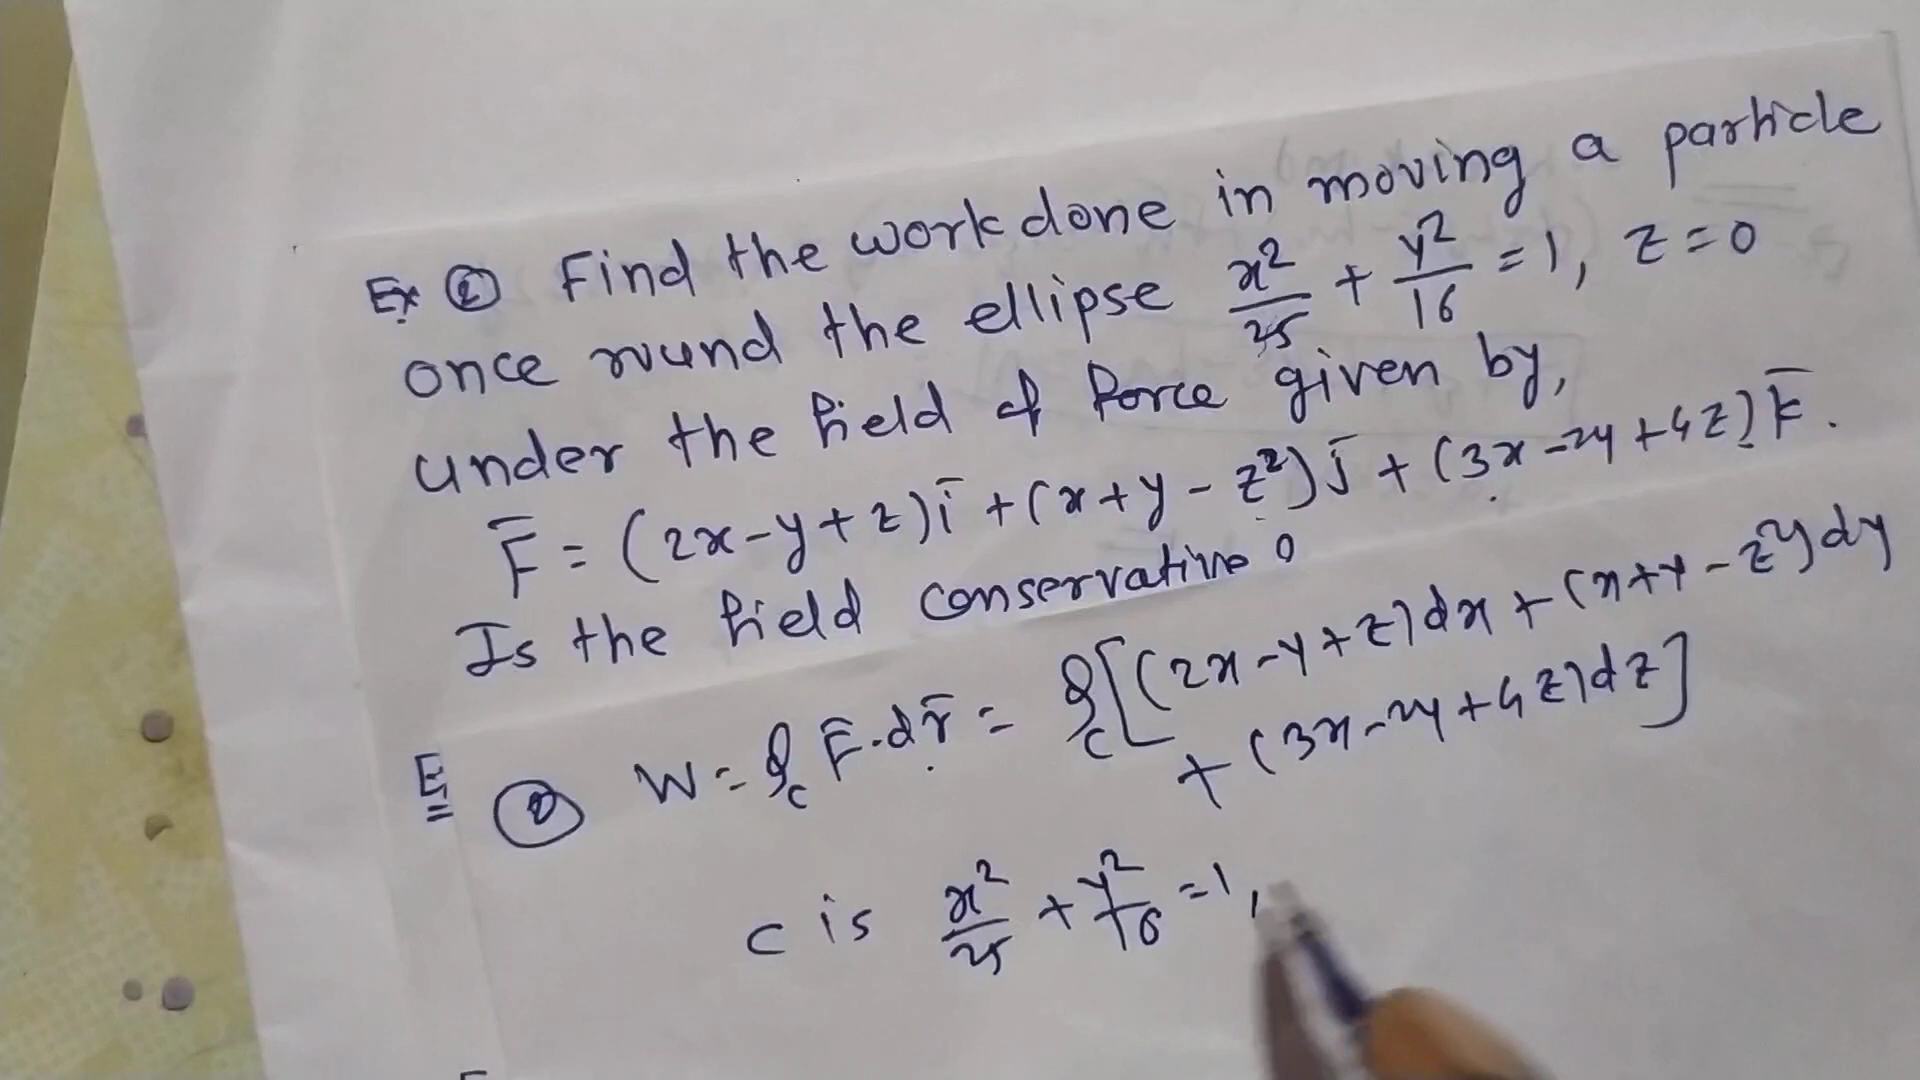 Ex ② Find the workdone in moving a particle
once round the ellipse x²/25 + y²/16 = 1, z = 0
under the field of force given by,
F̄ = (2x-y+z)ī + (x+y-z²)j̄ + (3x-2y+4z)k̄.
Is the field conservative?
W = ∮c F̄.dr̄ = ∮c [(2x-y+z)dx + (x+y-z²)dy
+ (3x-2y+4z)dz]
c is x²/25 + y²/16 = 1,